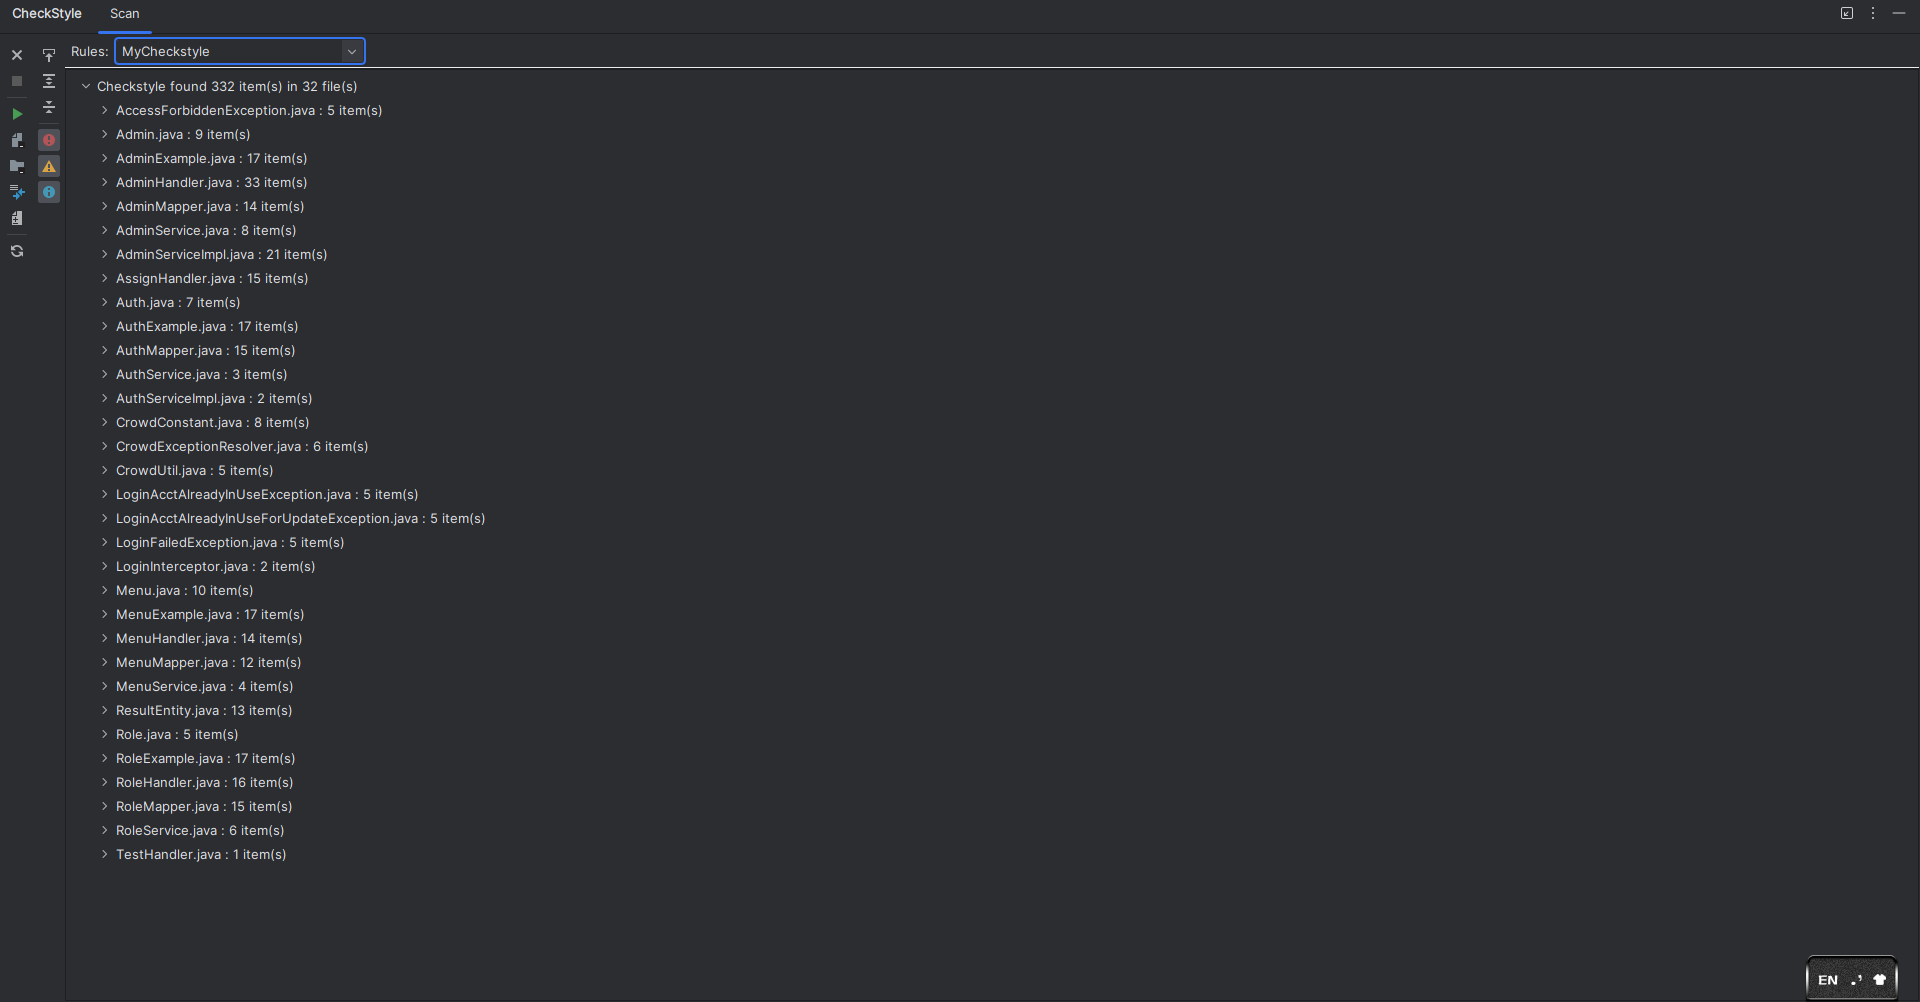 CheckStyle Scan
Rules: MyCheckstyle
Checkstyle found 332 item(s) in 32 file(s)
AccessForbiddenException.java : 5 item(s)
Admin.java : 9 item(s)
AdminExample.java : 17 item(s)
AdminHandler.java : 33 item(s)
AdminMapper.java : 14 item(s)
AdminService.java : 8 item(s)
AdminServiceImpl.java : 21 item(s)
AssignHandler.java : 15 item(s)
Auth.java : 7 item(s)
AuthExample.java : 17 item(s)
AuthMapper.java : 15 item(s)
AuthService.java : 3 item(s)
AuthServiceImpl.java : 2 item(s)
CrowdConstant.java : 8 item(s)
CrowdExceptionResolver.java : 6 item(s)
CrowdUtil.java : 5 item(s)
LoginAcctAlreadyInUseException.java : 5 item(s)
LoginAcctAlreadyInUseForUpdateException.java : 5 item(s)
LoginFailedException.java : 5 item(s)
LoginInterceptor.java : 2 item(s)
Menu.java : 10 item(s)
MenuExample.java : 17 item(s)
MenuHandler.java : 14 item(s)
MenuMapper.java : 12 item(s)
MenuService.java : 4 item(s)
ResultEntity.java : 13 item(s)
Role.java : 5 item(s)
RoleExample.java : 17 item(s)
RoleHandler.java : 16 item(s)
RoleMapper.java : 15 item(s)
RoleService.java : 6 item(s)
TestHandler.java : 1 item(s)
EN